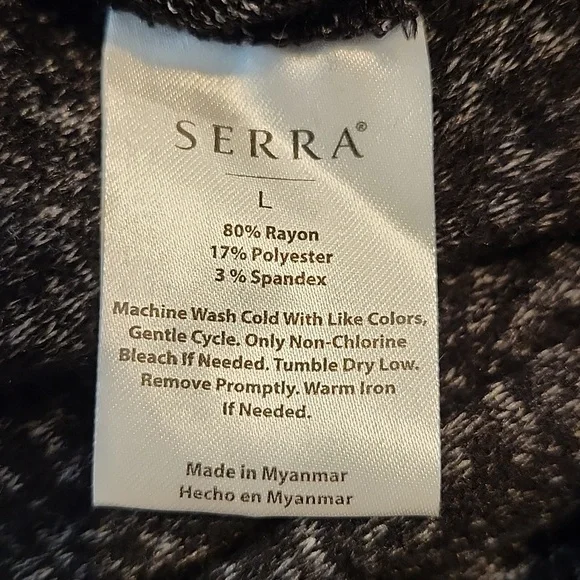 SERRA®
L
80% Rayon
17% Polyester
3 % Spandex
Machine Wash Cold With Like Colors,
Gentle Cycle. Only Non-Chlorine
Bleach If Needed. Tumble Dry Low.
Remove Promptly. Warm Iron
If Needed.
Made in Myanmar
Hecho en Myanmar